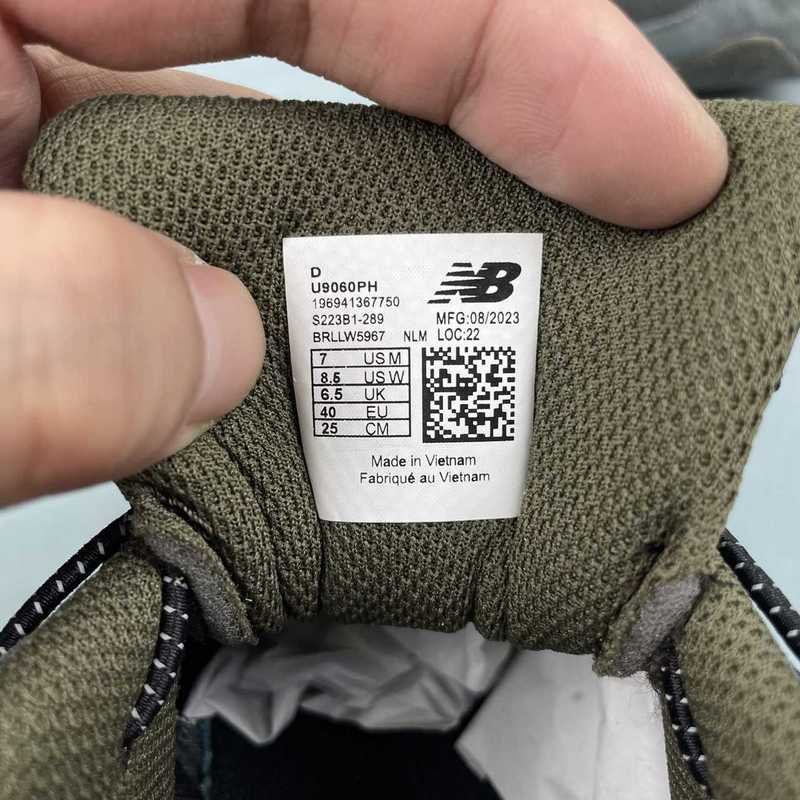 D
U9060PH
196941367750
S223B1-289 MFG:08/2023
BRLLW5967 NLM LOC:22
7 US M
8.5 US W
6.5 UK
40 EU
25 CM
NB
Made in Vietnam
Fabriqué au Vietnam